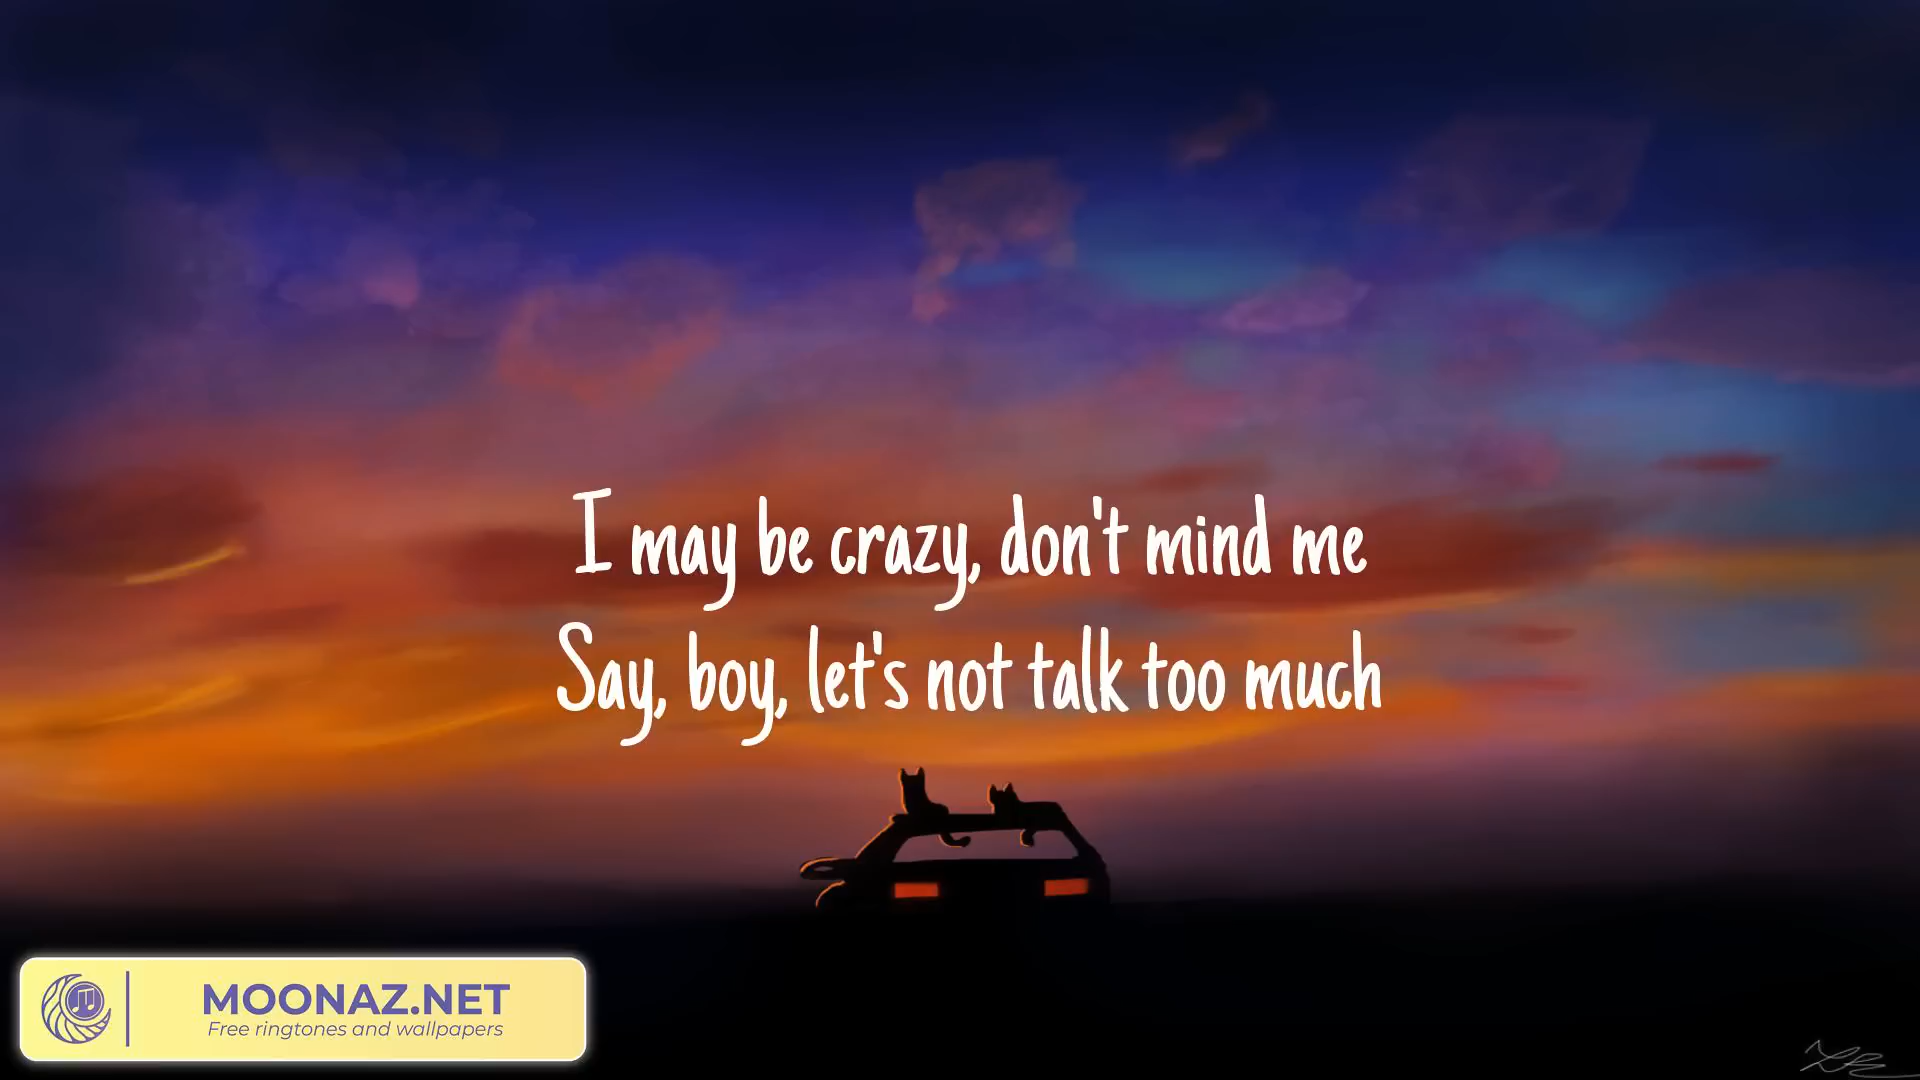 I may be crazy, don't mind me
Say, boy, let's not talk too much
MOONAZ.NET
Free ringtones and wallpapers